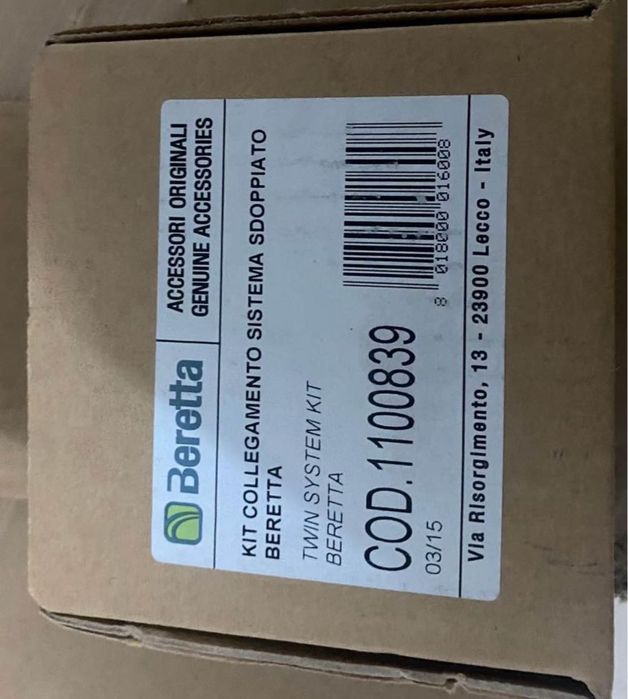 Beretta
ACCESSORI ORIGINALI
GENUINE ACCESSORIES
KIT COLLEGAMENTO SISTEMA SDOPPIATO
BERETTA
TWIN SYSTEM KIT
BERETTA
COD.1100839
03/15
8 018000 016008
Via Risorgimento, 13 - 23900 Lecco - Italy